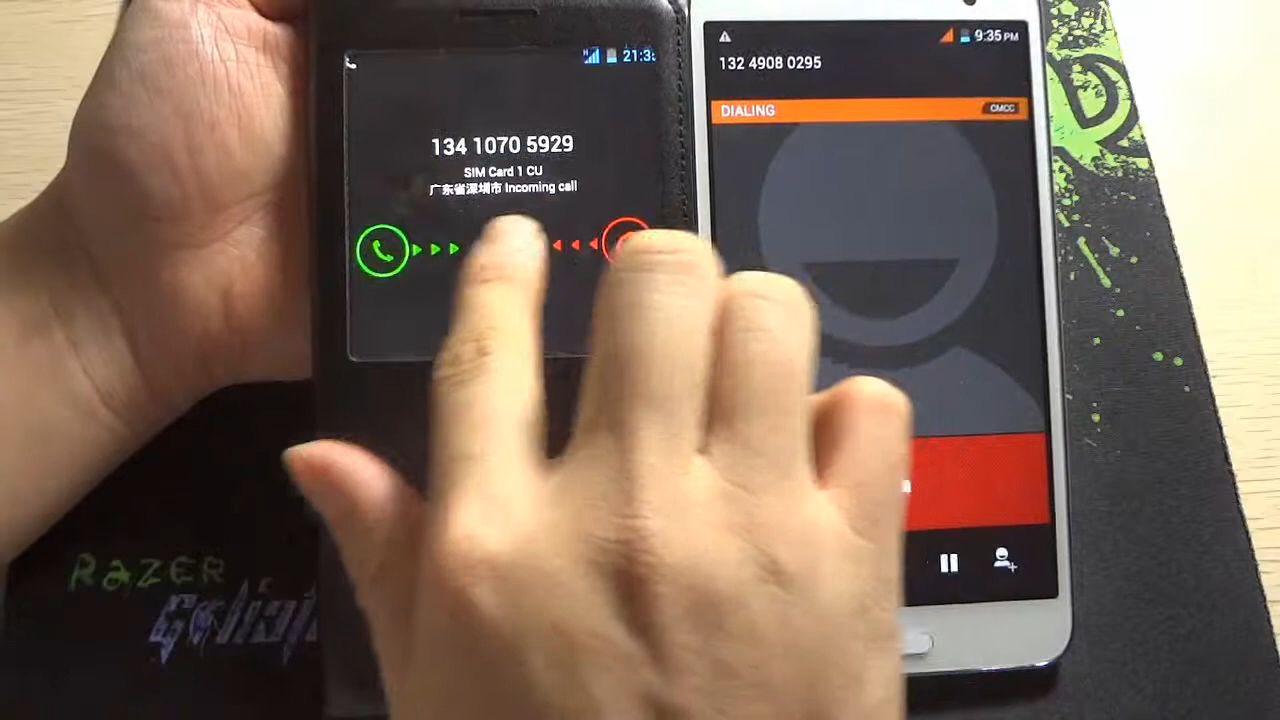 21:3
134 1070 5929
SIM Card 1 CU
广东省深圳市 Incoming call
9:35 PM
132 4908 0295
DIALING
CMCC
RAZER
Goliat